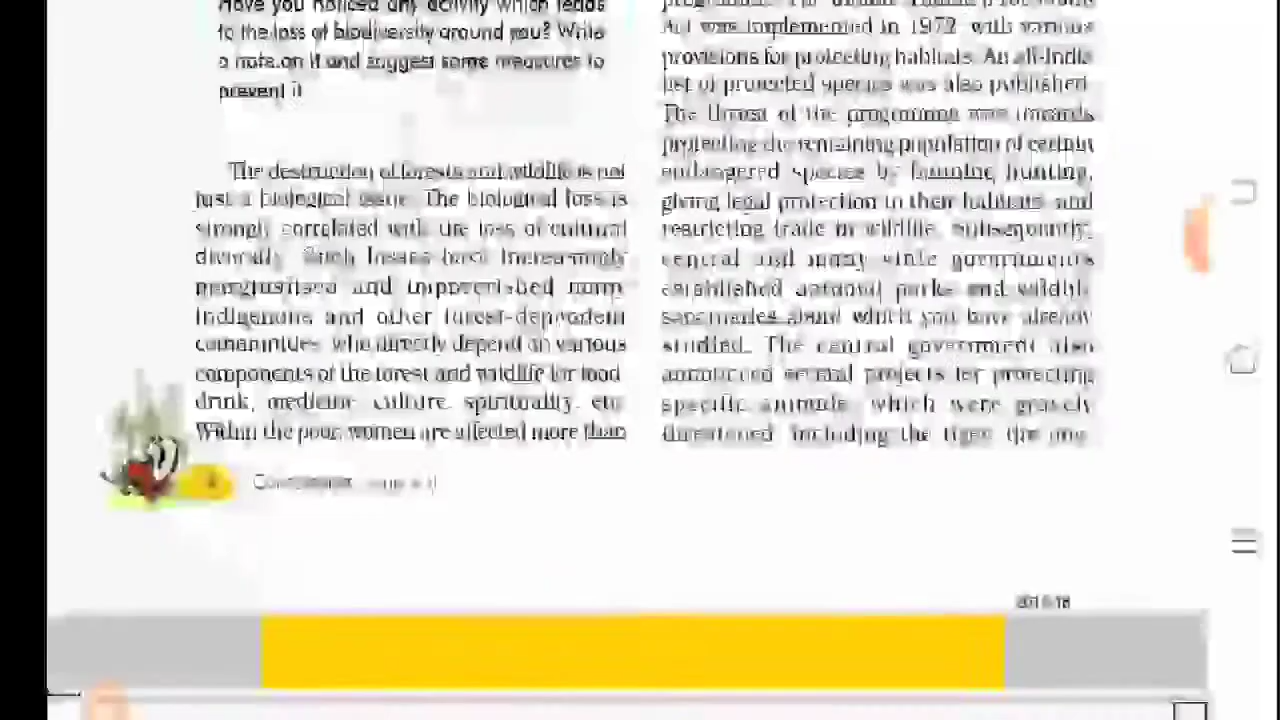 Have you noticed any activity which leads
to the loss of biodiversity around you? Write
a note on it and suggest some measures to
prevent it
The destruction of forests and wildlife is not
just a biological issue. The biological loss is
strongly correlated with the loss of cultural
diversity. Such losses have increasingly
marginalised and impoverished many
indigenous and other forest-dependent
communities, who directly depend on various
components of the forest and wildlife for food,
drink, medicine, culture, spirituality, etc.
Within the poor, women are affected more than
Act was implemented in 1972, with various
provisions for protecting habitats. An all-India
list of protected species was also published.
The thrust of the programme was towards
protecting the remaining population of certain
endangered species by banning hunting,
giving legal protection to their habitats, and
restricting trade in wildlife. Subsequently,
central and many state governments
established national parks and wildlife
sanctuaries about which you have already
studied. The central government also
announced several projects for protecting
specific animals, which were gravely
threatened, including the tiger, the one-